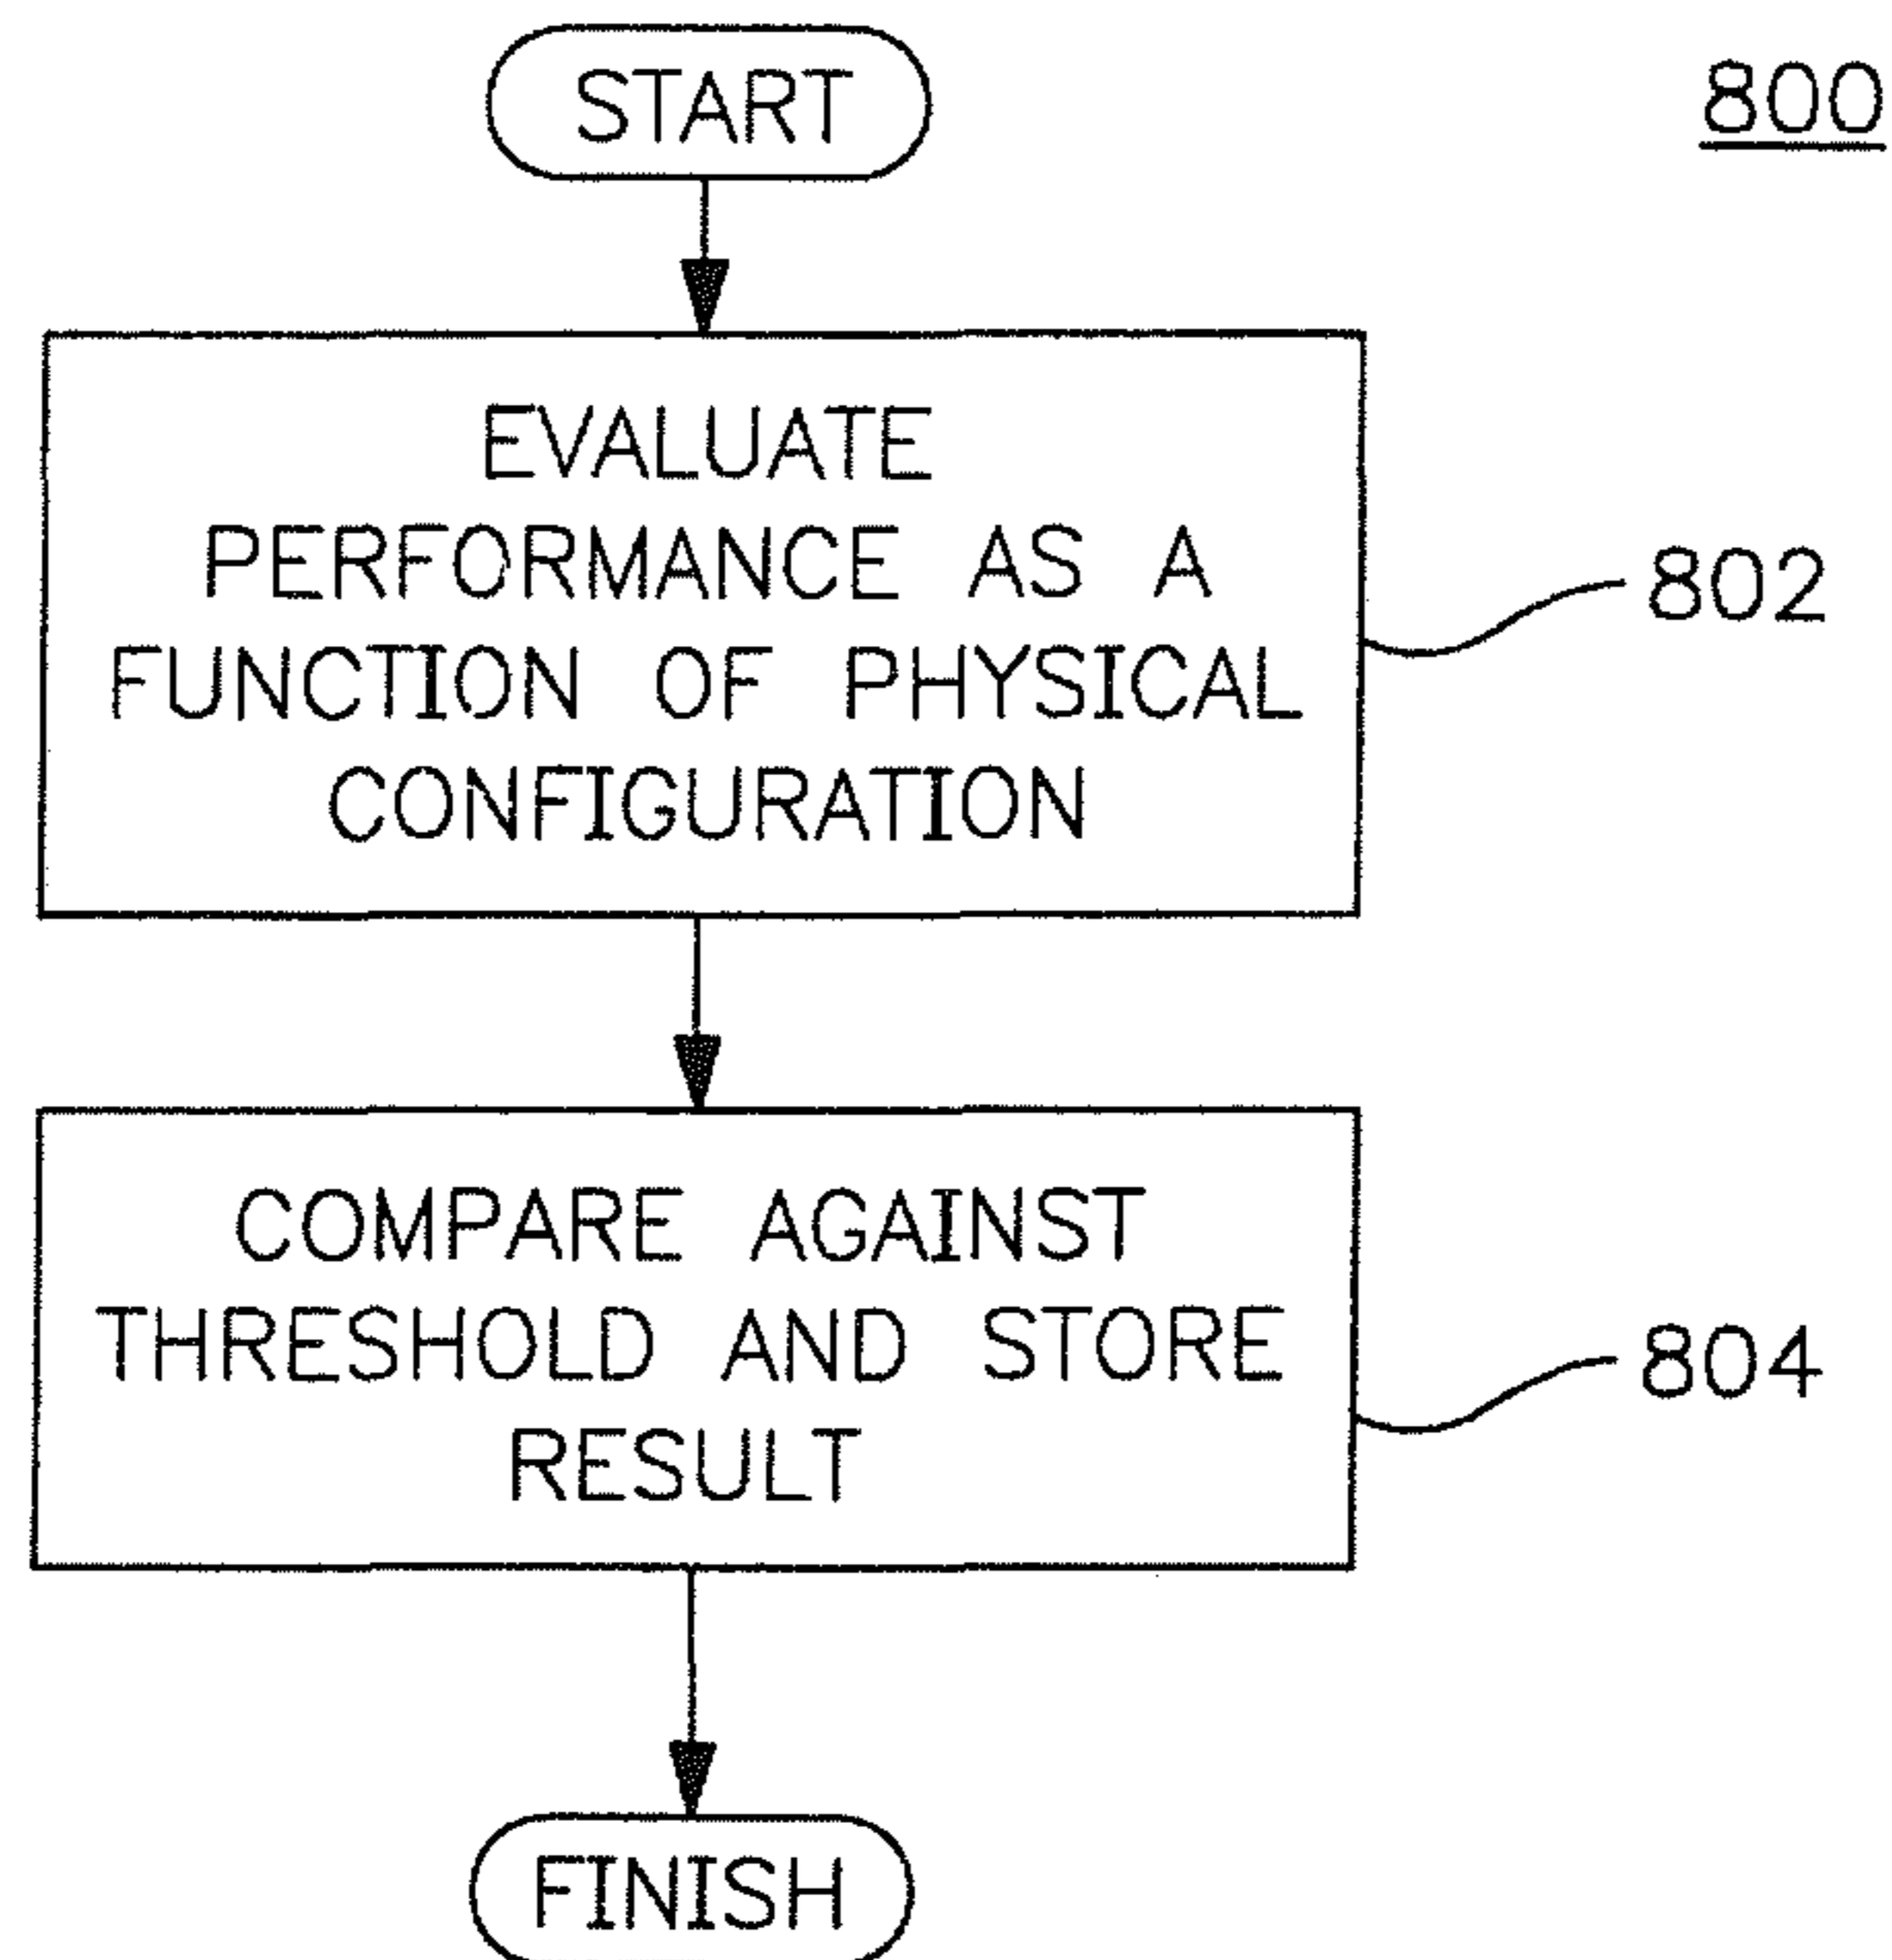 START
800
EVALUATE
PERFORMANCE AS A
FUNCTION OF PHYSICAL
CONFIGURATION
802
COMPARE AGAINST
THRESHOLD AND STORE
RESULT
804
FINISH